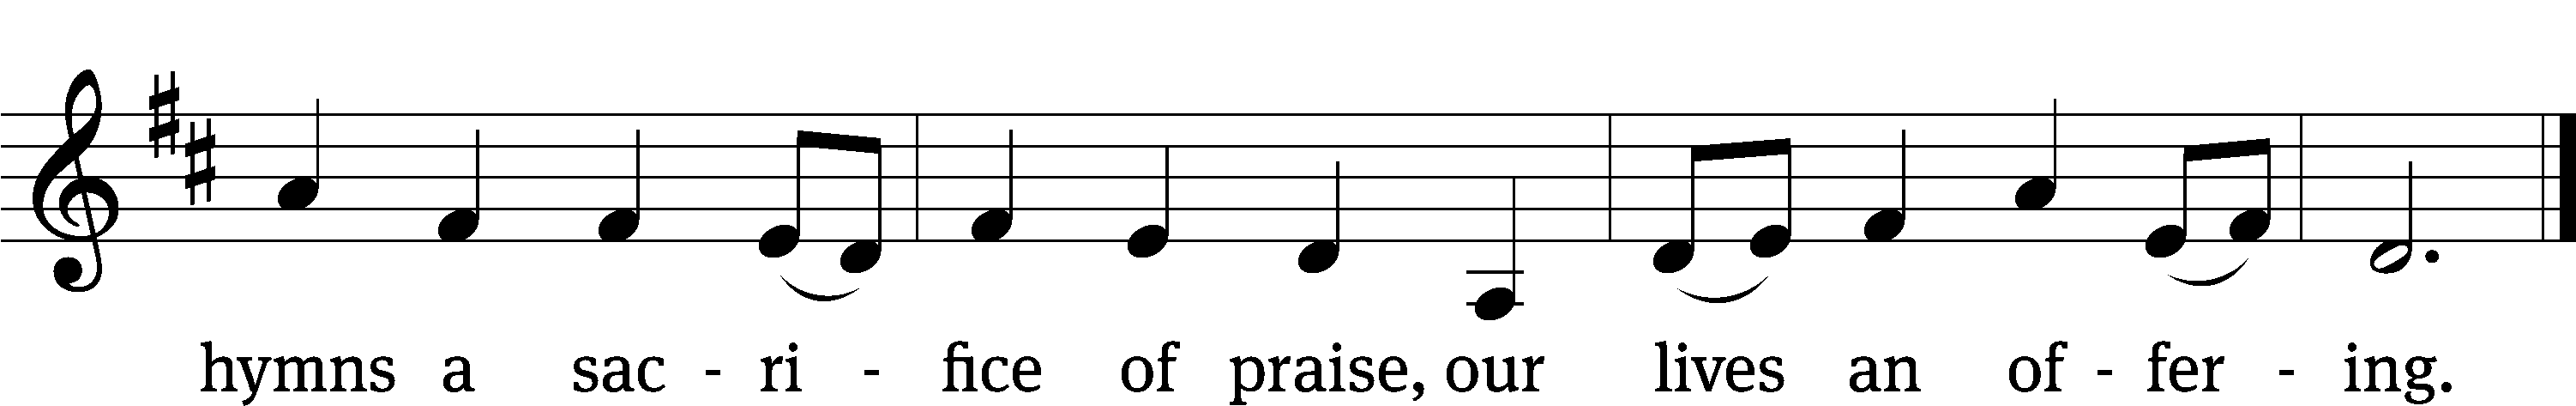 hymns a sac - ri - fice of praise, our lives an of - fer - ing.